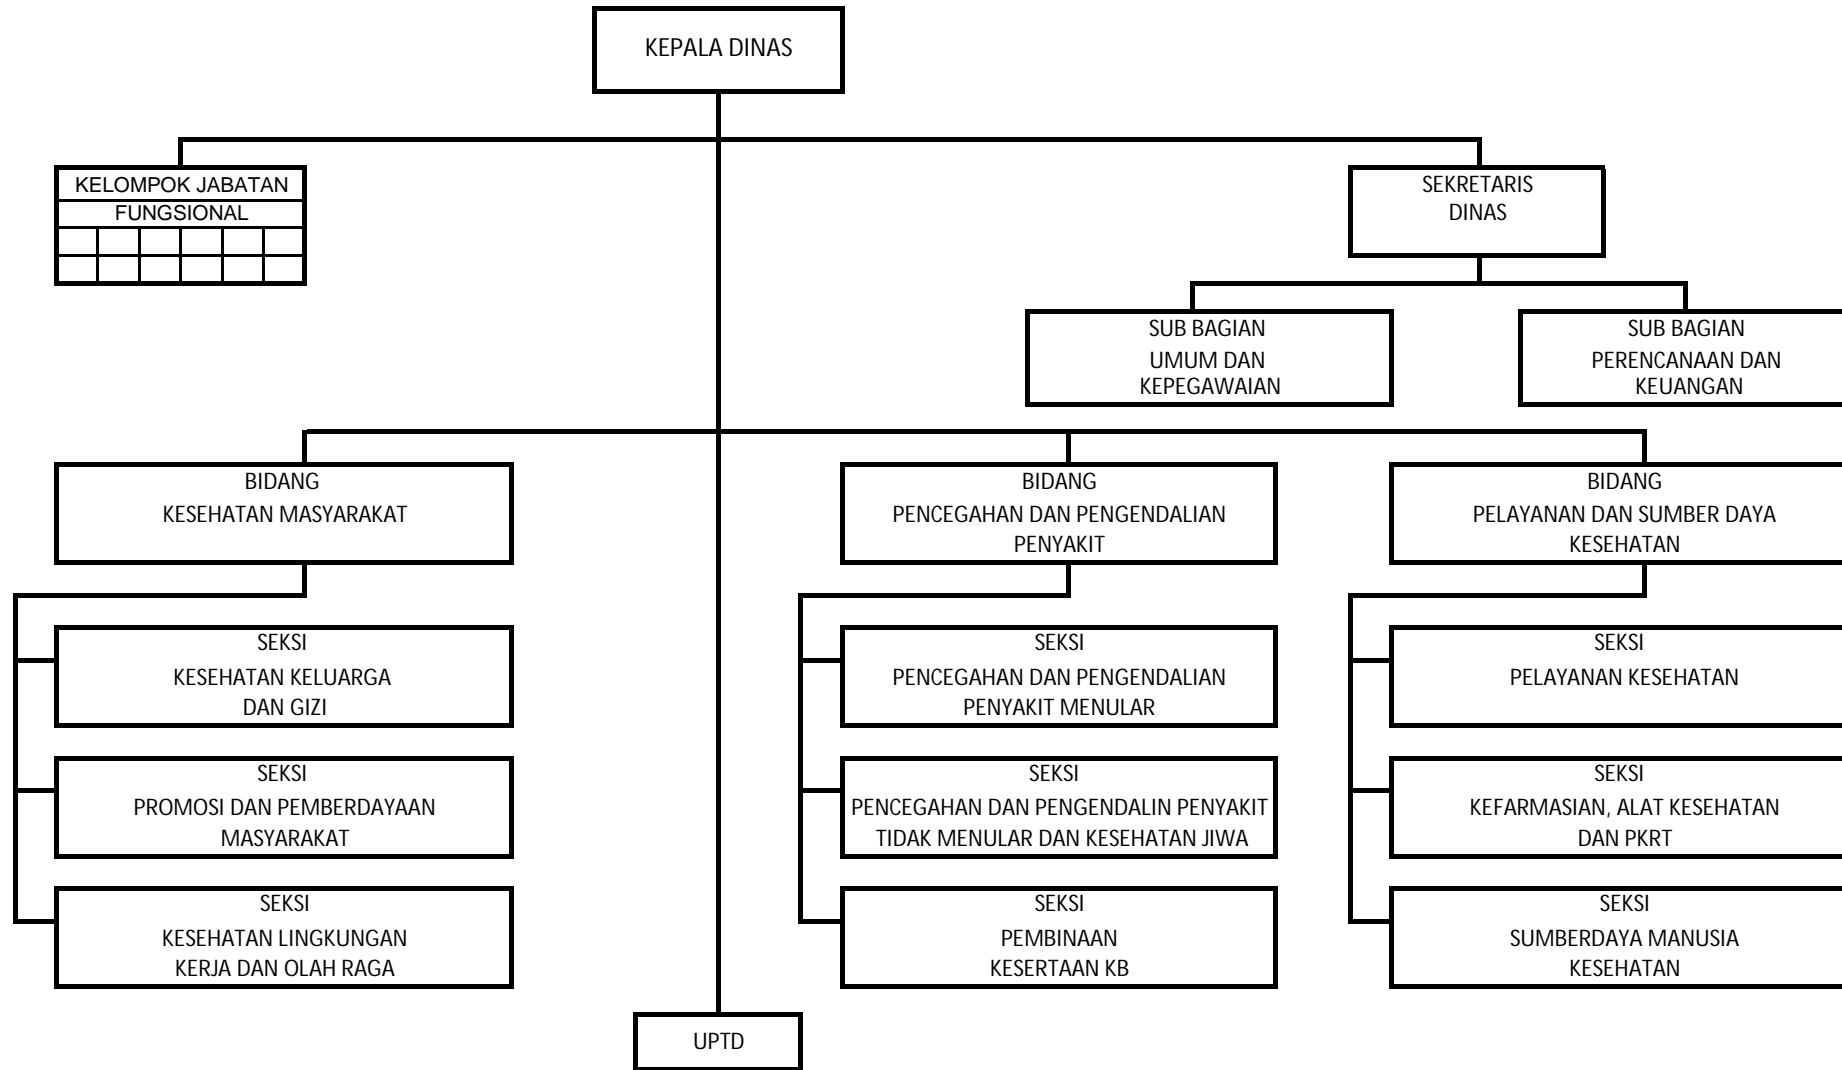 KEPALA DINAS
KELOMPOK JABATAN
FUNGSIONAL
SEKRETARIS
DINAS
SUB BAGIAN
UMUM DAN
KEPEGAWAIAN
SUB BAGIAN
PERENCANAAN DAN
KEUANGAN
BIDANG
KESEHATAN MASYARAKAT
BIDANG
PENCEGAHAN DAN PENGENDALIAN
PENYAKIT
BIDANG
PELAYANAN DAN SUMBER DAYA
KESEHATAN
SEKSI
KESEHATAN KELUARGA
DAN GIZI
SEKSI
PENCEGAHAN DAN PENGENDALIAN
PENYAKIT MENULAR
SEKSI
PELAYANAN KESEHATAN
SEKSI
PROMOSI DAN PEMBERDAYAAN
MASYARAKAT
SEKSI
PENCEGAHAN DAN PENGENDALIN PENYAKIT
TIDAK MENULAR DAN KESEHATAN JIWA
SEKSI
KEFARMASIAN, ALAT KESEHATAN
DAN PKRT
SEKSI
KESEHATAN LINGKUNGAN
KERJA DAN OLAH RAGA
SEKSI
PEMBINAAN
KESERTAAN KB
SEKSI
SUMBERDAYA MANUSIA
KESEHATAN
UPTD